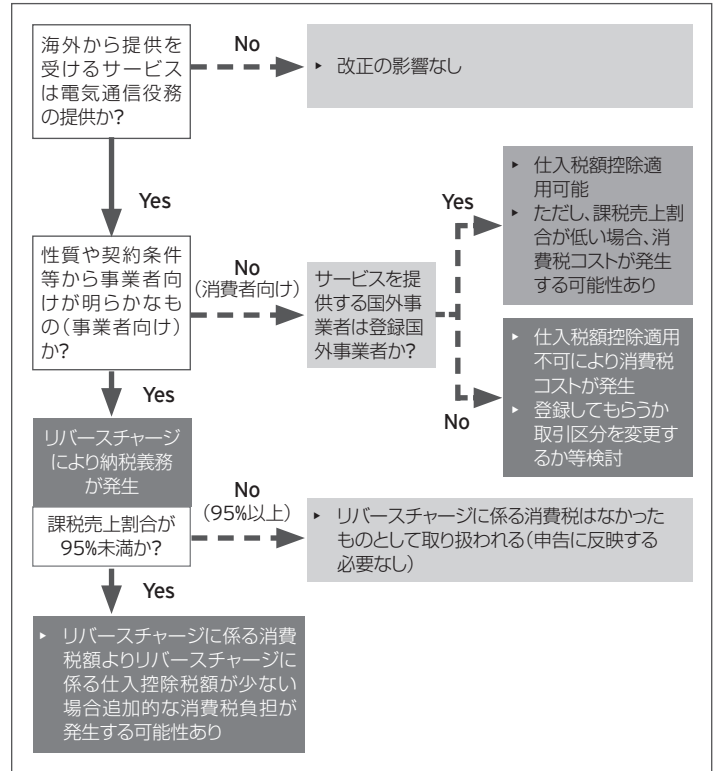 海外から提供を
受けるサービス
は電気通信役務
の提供か?
No
▸ 改正の影響なし
Yes
性質や契約条件
等から事業者向
けが明らかなも
の（事業者向け）
か?
No
（消費者向け）
サービスを提
供する国外事
業者は登録国
外事業者か?
Yes
▸ 仕入税額控除適
用可能
▸ ただし、課税売上割
合が低い場合、消
費税コストが発生
する可能性あり
No
▸ 仕入税額控除適用
不可により消費税
コストが発生
▸ 登録してもらうか
取引区分を変更す
るか等検討
Yes
リバースチャージ
により納税義務
が発生
課税売上割合が
95%未満か?
No
（95%以上）
▸ リバースチャージに係る消費税はなかった
ものとして取り扱われる（申告に反映する
必要なし）
Yes
▸ リバースチャージに係る消費
税額よりリバースチャージに
係る仕入控除税額が少ない
場合追加的な消費税負担が
発生する可能性あり